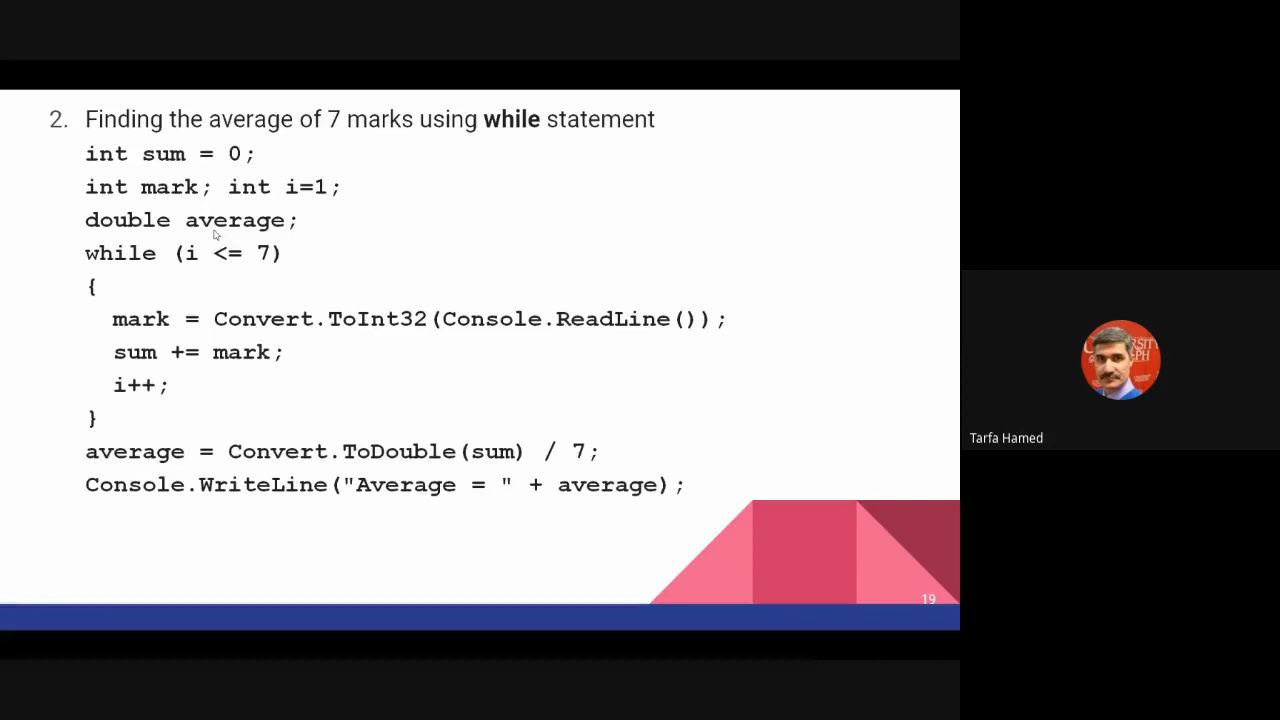 2. Finding the average of 7 marks using while statement
int sum = 0;
int mark; int i=1;
double average;
while (i <= 7)
{
mark = Convert.ToInt32(Console.ReadLine());
sum += mark;
i++;
}
average = Convert.ToDouble(sum) / 7;
Console.WriteLine("Average = " + average);
19
Tarfa Hamed